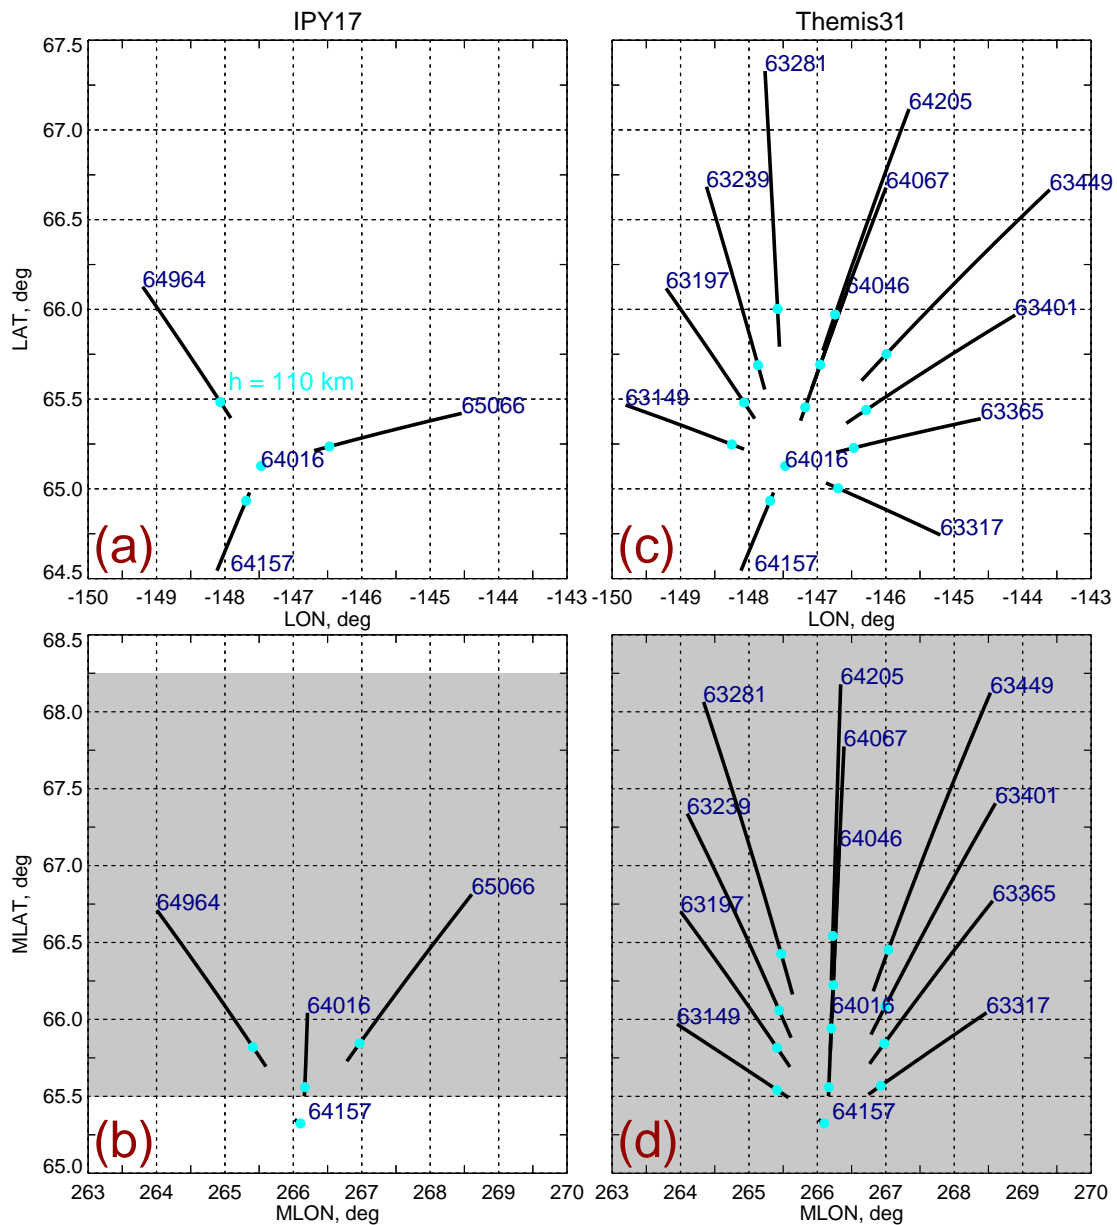 IPY17
Themis31
67.5
67.0
66.5
66.0
65.5
65.0
64.5
LAT, deg
64964
h = 110 km
65066
64016
64157
(a)
-150 -149 -148 -147 -146 -145 -144 -143
LON, deg
63281
64205
63239
64067
63449
63197
64046
63401
63149
63365
64016
63317
64157
(c)
-150 -149 -148 -147 -146 -145 -144 -143
LON, deg
68.5
68.0
67.5
67.0
66.5
66.0
65.5
65.0
MLAT, deg
64964
65066
64016
64157
(b)
263 264 265 266 267 268 269 270
MLON, deg
64205
63281
63449
64067
63239
63401
64046
63197
63365
64016
63149
63317
64157
(d)
263 264 265 266 267 268 269 270
MLON, deg